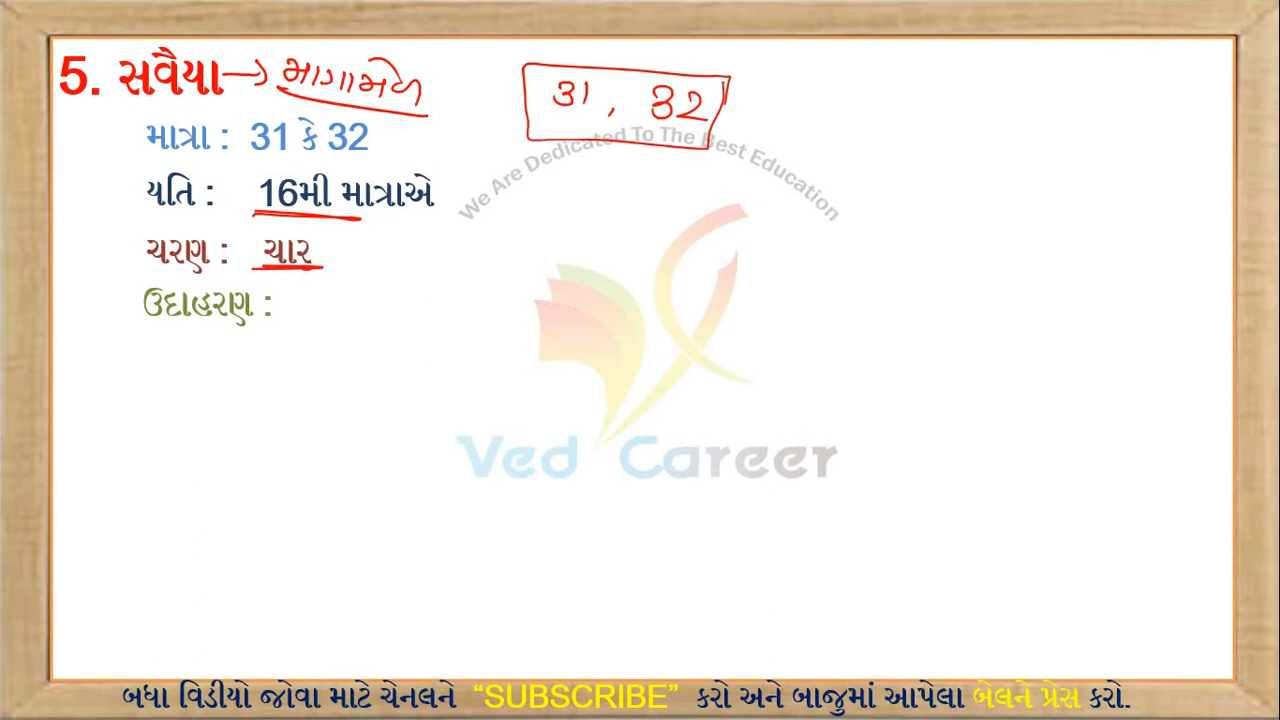 5. સવૈયા → માત્રામેળ
31, 32
માત્રા : 31 કે 32
We Are Dedicated To The Best Education
યતિ : 16મી માત્રાએ
ચરણ : ચાર
ઉદાહરણ :
Ved Career
બધા વિડીયો જોવા માટે ચેનલને “SUBSCRIBE” કરો અને બાજુમાં આપેલા બેલને પ્રેસ કરો.